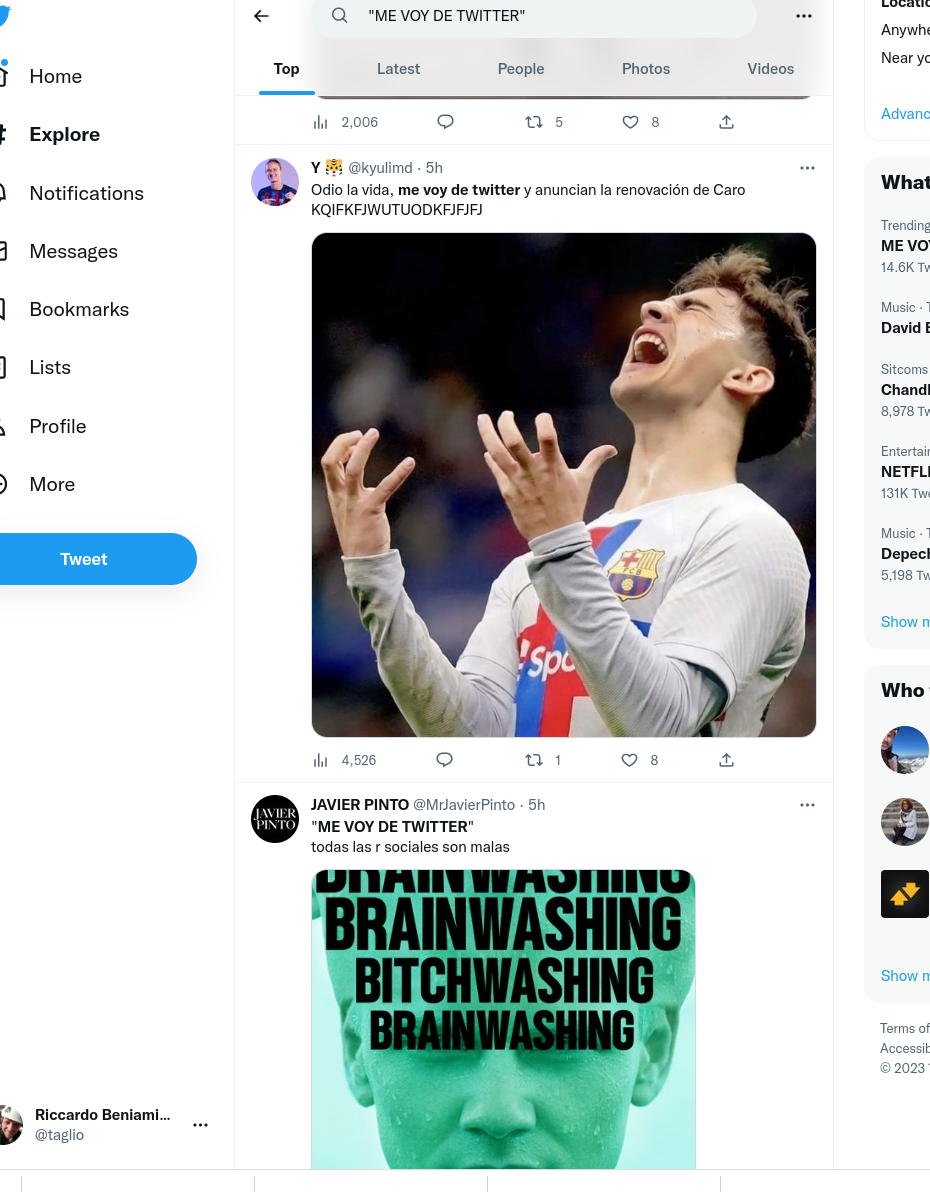 "ME VOY DE TWITTER"
Top
Latest
People
Photos
Videos
Home
Explore
Notifications
Messages
Bookmarks
Lists
Profile
More
Tweet
Riccardo Beniami...
@taglio
2,006
5
8
Y 🐯 @kyulimd · 5h
Odio la vida, me voy de twitter y anuncian la renovación de Caro
KQIFKFJWUTUODKFJFJFJ
FCB
Spo
4,526
1
8
JAVIER PINTO @MrJavierPinto · 5h
JAVIER
PINTO
"ME VOY DE TWITTER"
todas las r sociales son malas
BRAINWASHING
BRAINWASHING
BITCHWASHING
BRAINWASHING
Locatio
Anywhe
Near yo
Advanc
What
Trending
ME VO
14.6K Tw
Music · T
David B
Sitcoms
Chandl
8,978 Tw
Entertain
NETFLI
131K Twe
Music · T
Depech
5,198 Tw
Show m
Who
Show m
Terms of
Accessib
© 2023